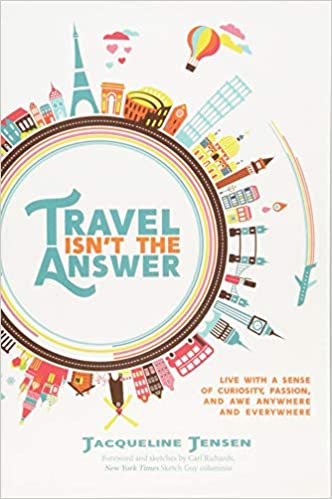 TRAVEL
ISN'T THE
ANSWER
LIVE WITH A SENSE
OF CURIOSITY, PASSION,
AND AWE ANYWHERE
AND EVERYWHERE
JACQUELINE JENSEN
Foreword and sketches by Carl Richards,
New York Times Sketch Guy columnist